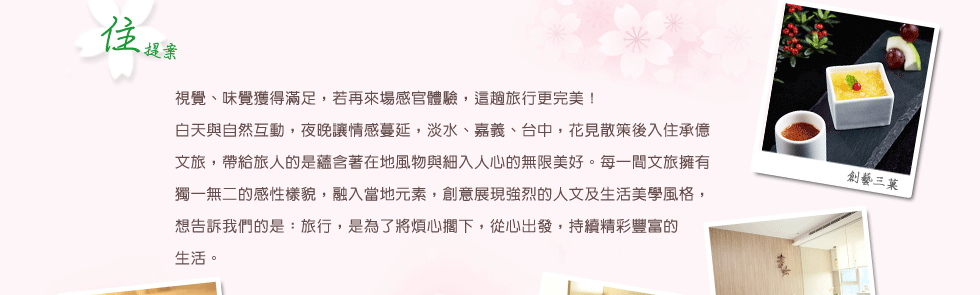 住提案
視覺、味覺獲得滿足，若再來場感官體驗，這趟旅行更完美！
白天與自然互動，夜晚讓情感蔓延，淡水、嘉義、台中，花見散策後入住承億
文旅，帶給旅人的是蘊含著在地風物與細入人心的無限美好。每一間文旅擁有
獨一無二的感性樣貌，融入當地元素，創意展現強烈的人文及生活美學風格，
想告訴我們的是：旅行，是為了將煩心擱下，從心出發，持續精彩豐富的
生活。
創藝三菓